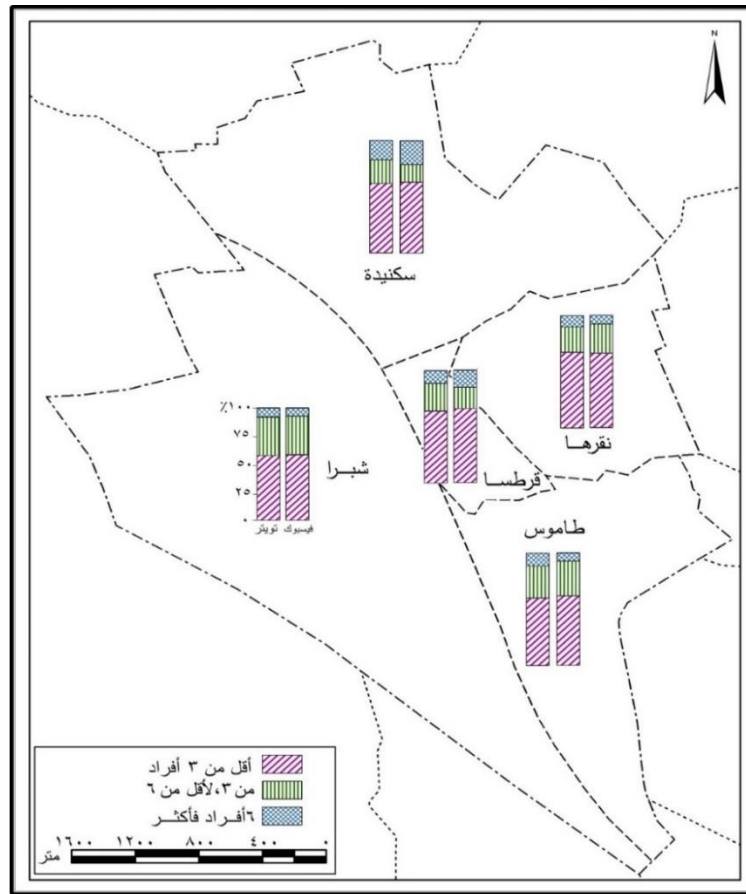 N
سكنيدة
نقرها
شبرا
٪١٠٠
٧٥
٥٠
٢٥
٠
تويتر فيسبوك
قرطسا
طاموس
أقل من ٣ أفراد
من ٣، لأقل من ٦
٦أفراد فأكثر
١٦٠٠ ١٢٠٠ ٨٠٠ ٤٠٠ ٠
متر